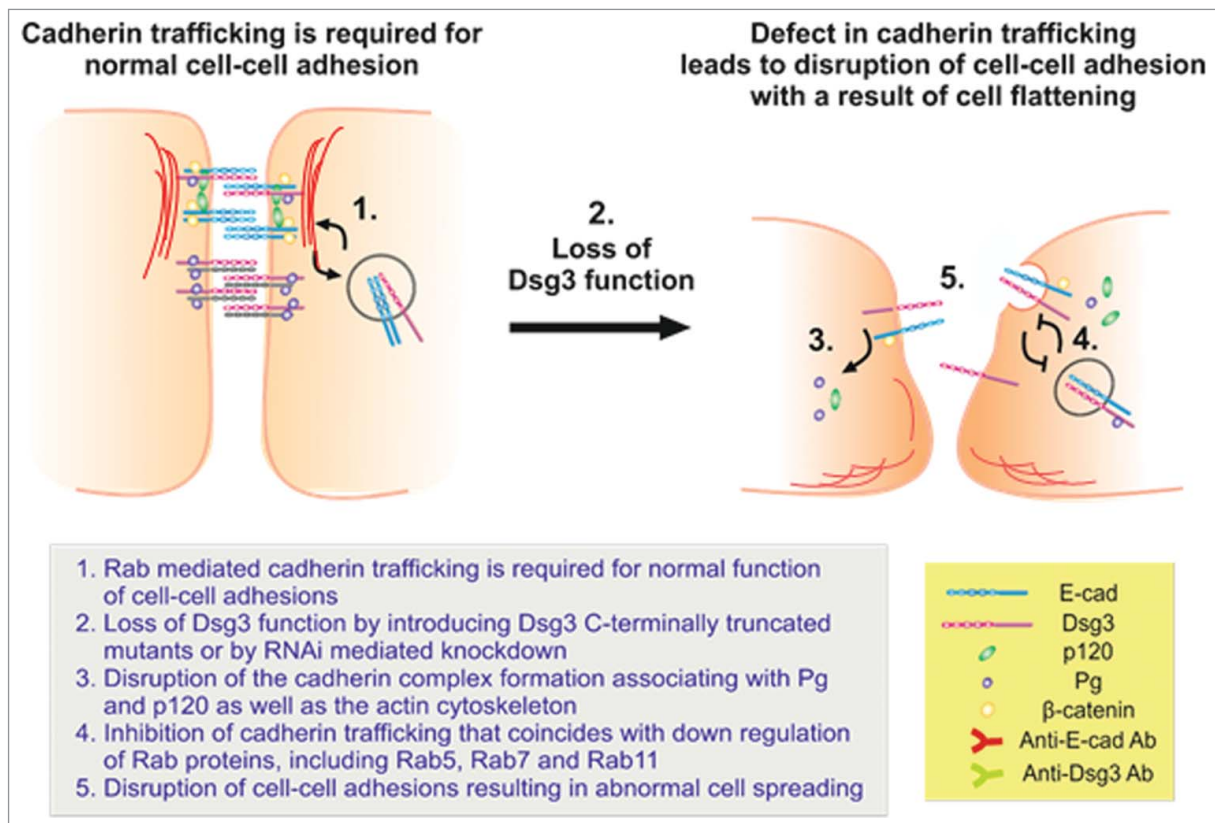 Cadherin trafficking is required for
normal cell-cell adhesion
Defect in cadherin trafficking
leads to disruption of cell-cell adhesion
with a result of cell flattening
1.
2.
Loss of
Dsg3 function
3.
5.
4.
1. Rab mediated cadherin trafficking is required for normal function
of cell-cell adhesions
2. Loss of Dsg3 function by introducing Dsg3 C-terminally truncated
mutants or by RNAi mediated knockdown
3. Disruption of the cadherin complex formation associating with Pg
and p120 as well as the actin cytoskeleton
4. Inhibition of cadherin trafficking that coincides with down regulation
of Rab proteins, including Rab5, Rab7 and Rab11
5. Disruption of cell-cell adhesions resulting in abnormal cell spreading
E-cad
Dsg3
p120
Pg
β-catenin
Anti-E-cad Ab
Anti-Dsg3 Ab